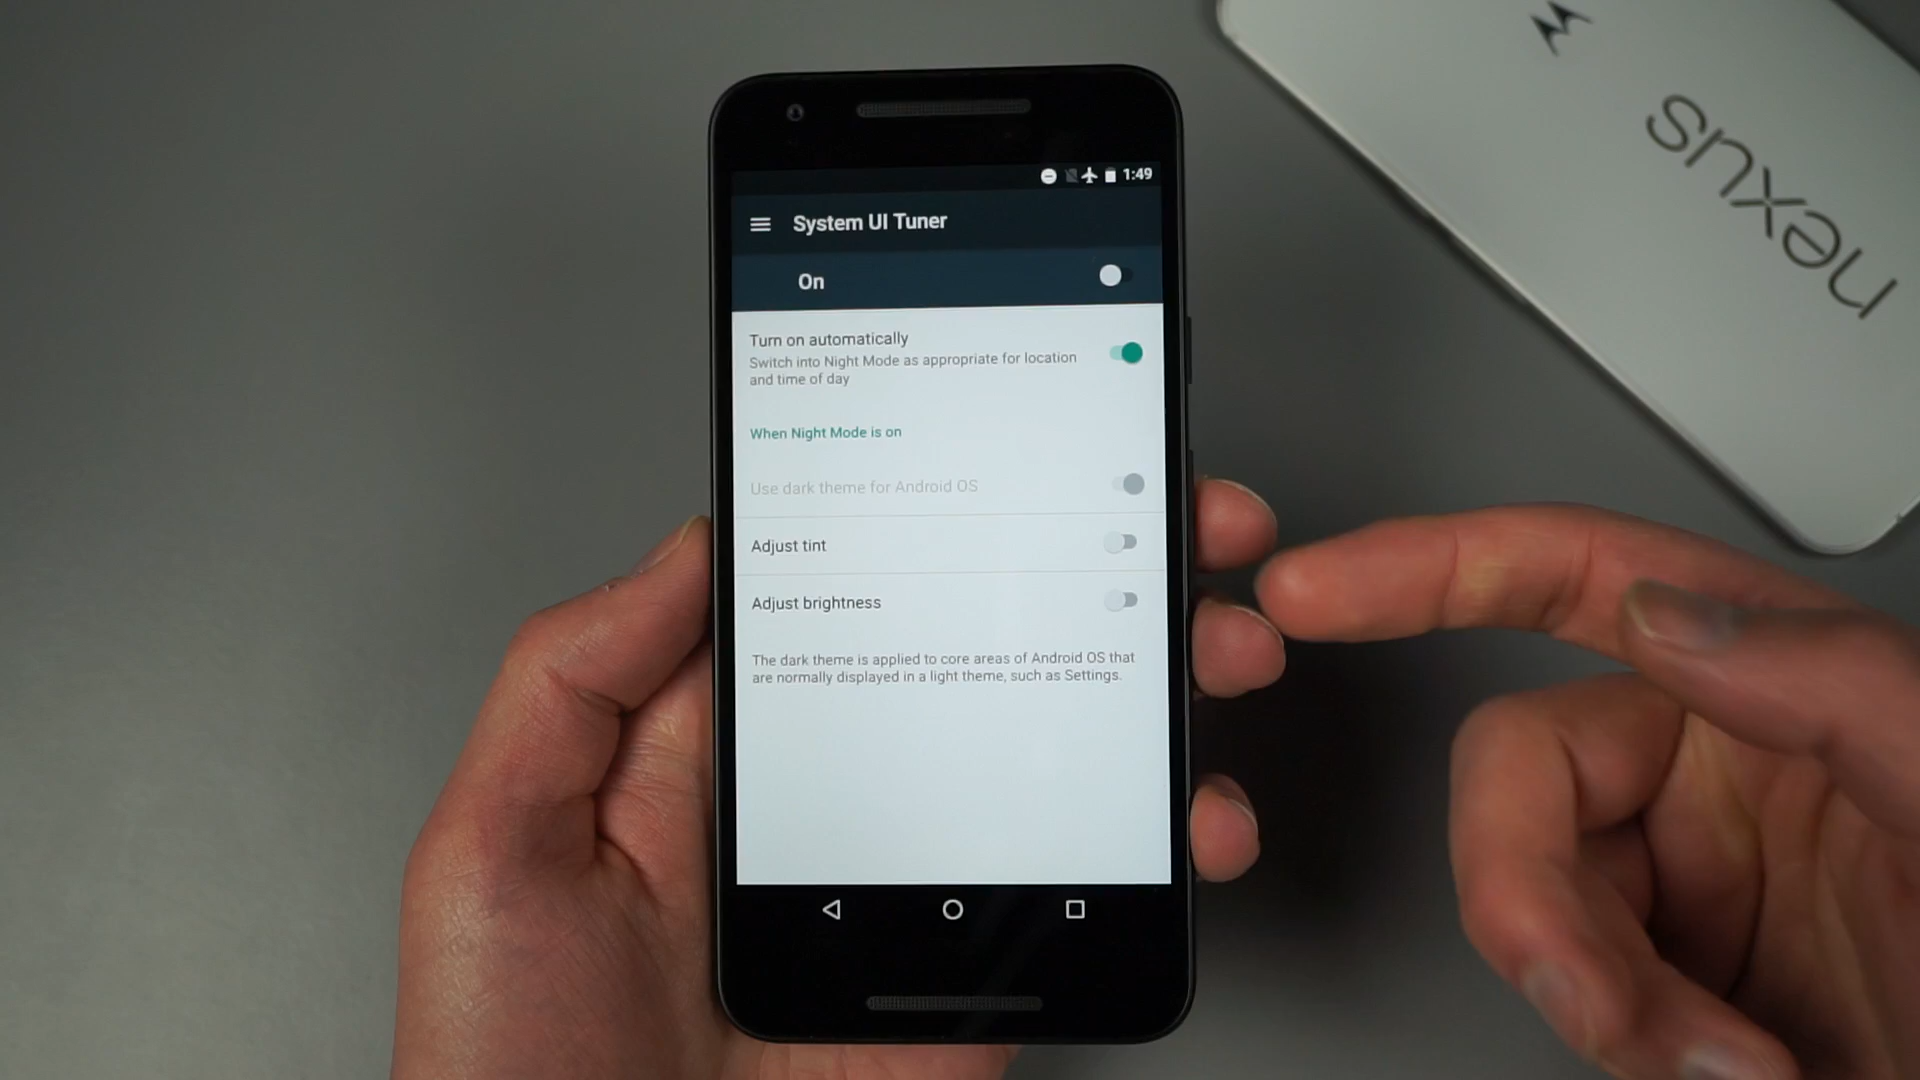 1:49
System UI Tuner
On
Turn on automatically
Switch into Night Mode as appropriate for location
and time of day
When Night Mode is on
Use dark theme for Android OS
Adjust tint
Adjust brightness
The dark theme is applied to core areas of Android OS that
are normally displayed in a light theme, such as Settings.
nexus